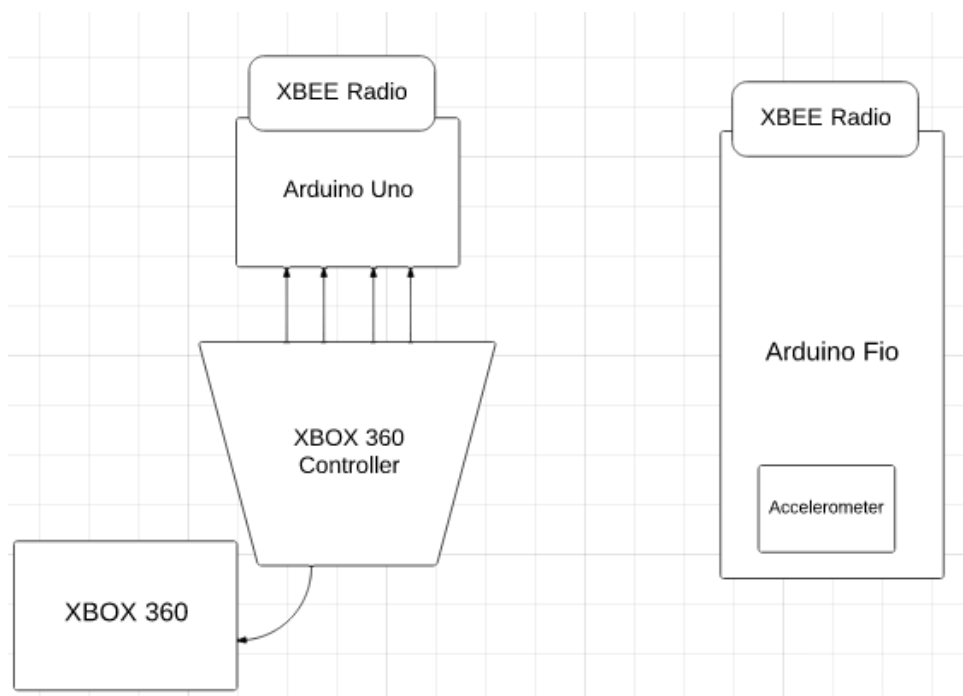 XBEE Radio
Arduino Uno
XBOX 360
Controller
XBOX 360
XBEE Radio
Arduino Fio
Accelerometer